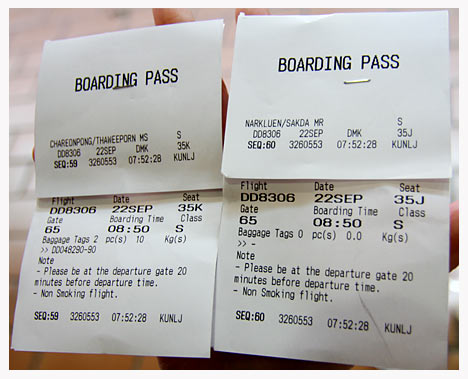 BOARDING PASS
CHAREONPONG/THAWEEPORN MS S
DD8306 22SEP DMK 35K
SEQ:59 3260553 07:52:28 KUNLJ
Flight Date Seat
DD8306 22SEP 35K
Gate Boarding Time Class
65 08:50 S
Baggage Tags 2 pc(s) 10 Kg(s)
>> DD048290-90
Note
- Please be at the departure gate 20
minutes before departure time.
- Non Smoking flight.
SEQ:59 3260553 07:52:28 KUNLJ
BOARDING PASS
NARKLUEN/SAKDA MR S
DD8306 22SEP DMK 35J
SEQ:60 3260553 07:52:28 KUNLJ
Flight Date Seat
DD8306 22SEP 35J
Gate Boarding Time Class
65 08:50 S
Baggage Tags 0 pc(s) 0.0 Kg(s)
>> -
Note
- Please be at the departure gate 20
minutes before departure time.
- Non Smoking flight.
SEQ:60 3260553 07:52:28 KUNLJ